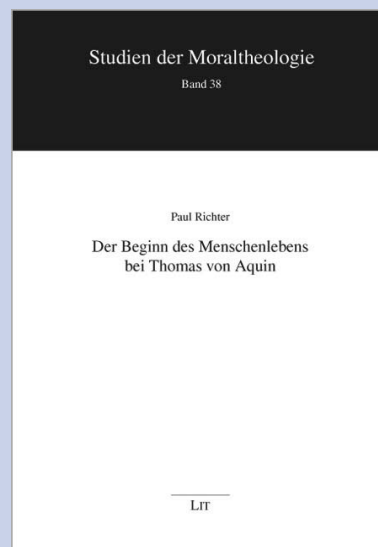 Studien der Moraltheologie
Band 38
Paul Richter
Der Beginn des Menschenlebens
bei Thomas von Aquin
LIT